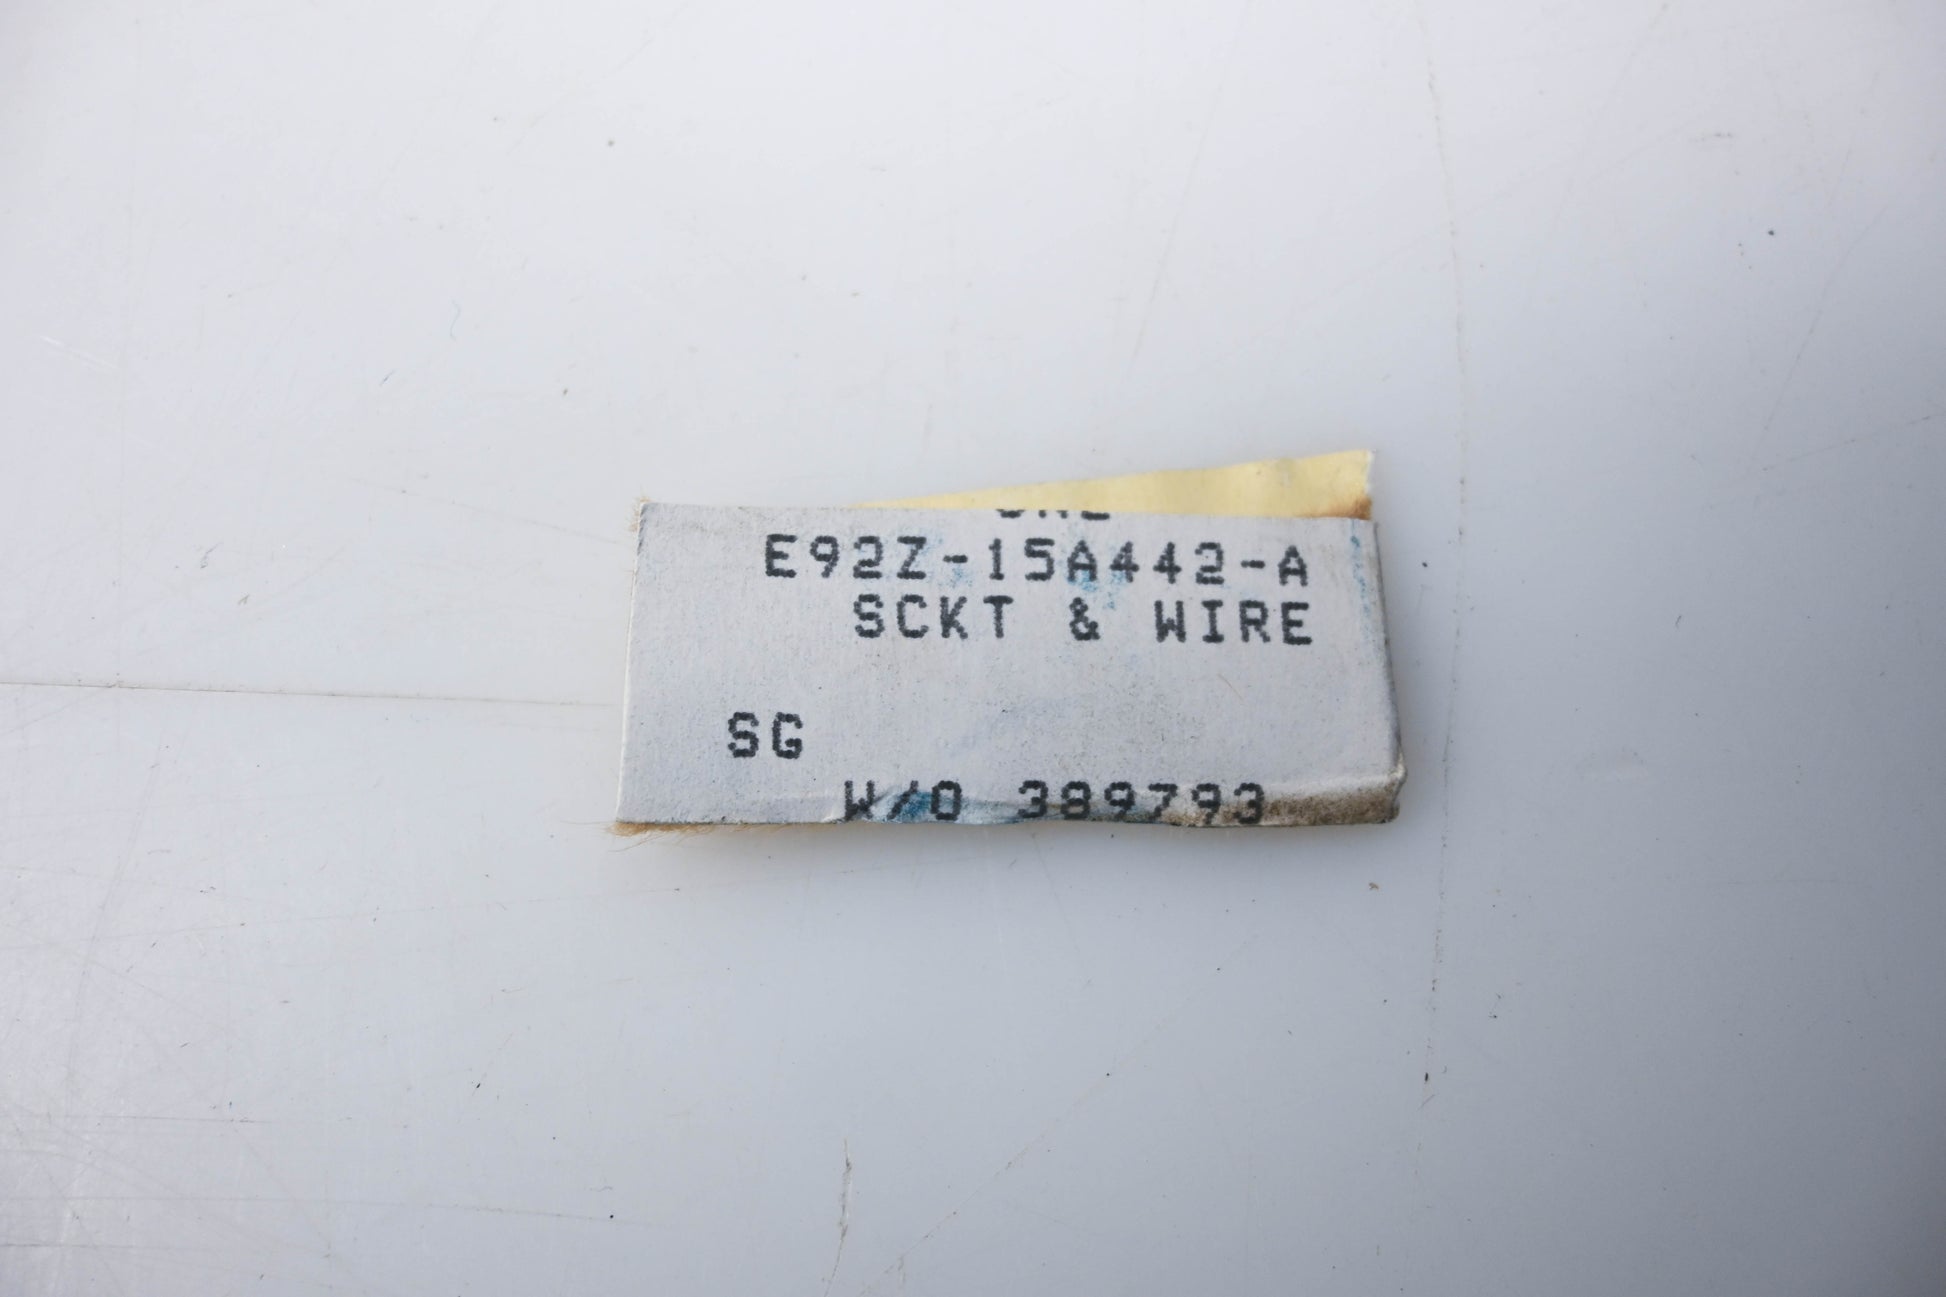 E92Z-15A442-A
SCKT & WIRE
SG
W/O 389793